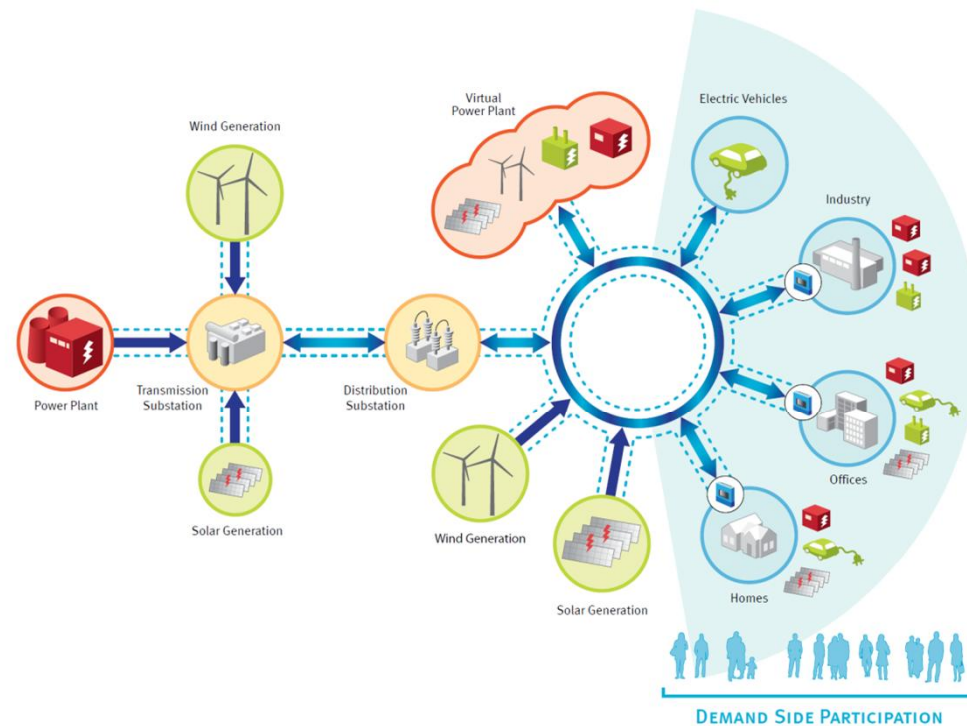 Virtual
Power Plant
Electric Vehicles
Wind Generation
Industry
Power Plant
Transmission
Substation
Distribution
Substation
Offices
Solar Generation
Wind Generation
Homes
Solar Generation
DEMAND SIDE PARTICIPATION